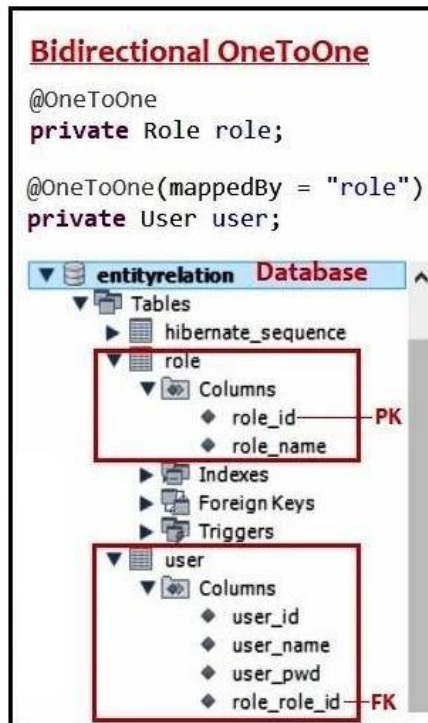 Bidirectional OneToOne
@OneToOne
private Role role;
@OneToOne(mappedBy = "role")
private User user;
entityrelation Database
Tables
hibernate_sequence
role
Columns
role_id PK
role_name
Indexes
Foreign Keys
Triggers
user
Columns
user_id
user_name
user_pwd
role_role_id FK